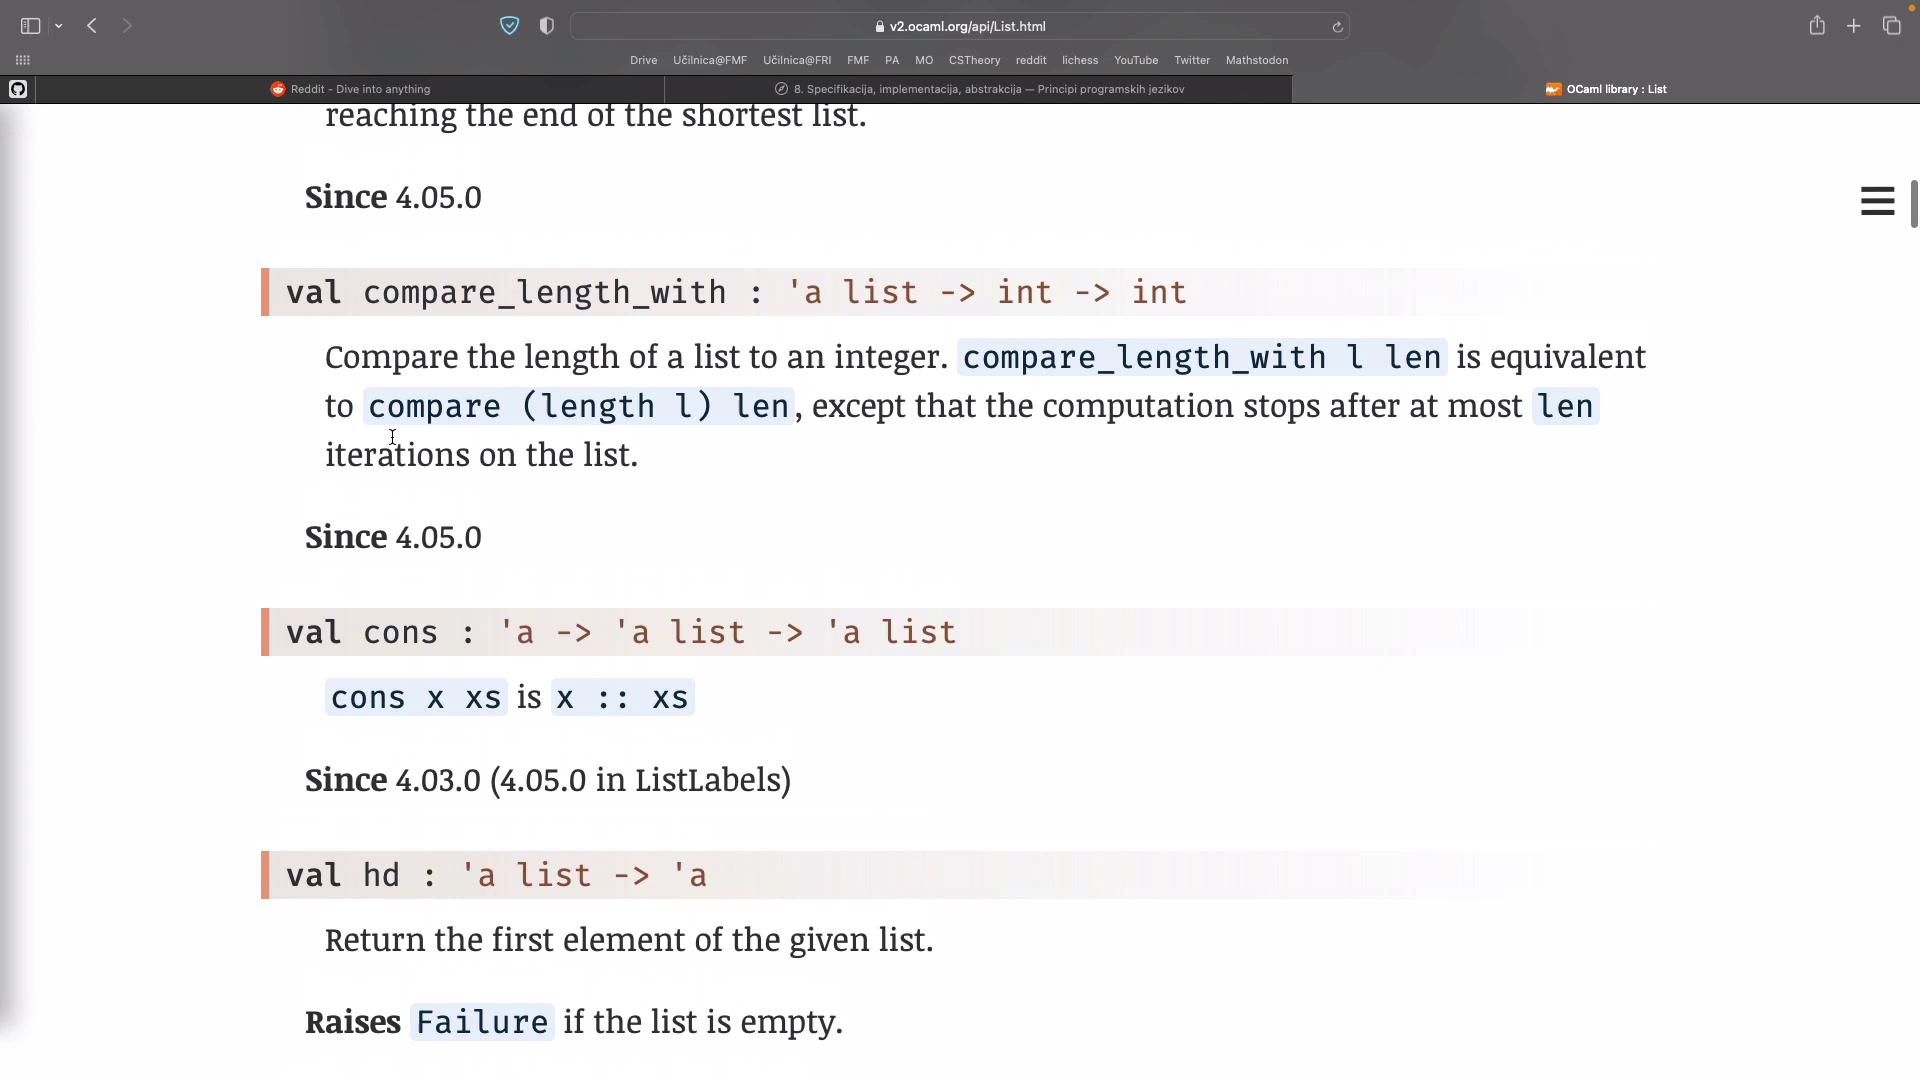 v2.ocaml.org/api/List.html
Drive Učilnica@FMF Učilnica@FRI FMF PA MO CSTheory reddit lichess YouTube Twitter Mathstodon
Reddit - Dive into anything 8. Specifikacija, implementacija, abstrakcija — Principi programskih jezikov OCaml library : List
reaching the end of the shortest list.
Since 4.05.0
val compare_length_with : 'a list -> int -> int
Compare the length of a list to an integer. compare_length_with l len is equivalent
to compare (length l) len, except that the computation stops after at most len
iterations on the list.
Since 4.05.0
val cons : 'a -> 'a list -> 'a list
cons x xs is x :: xs
Since 4.03.0 (4.05.0 in ListLabels)
val hd : 'a list -> 'a
Return the first element of the given list.
Raises Failure if the list is empty.